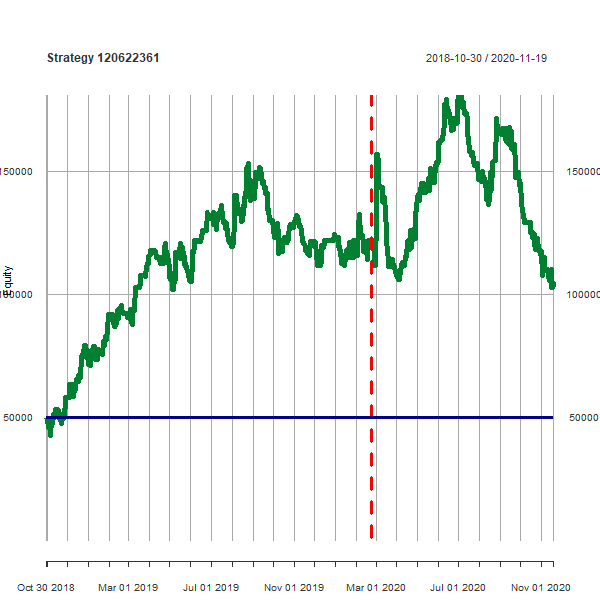 Strategy 120622361
2018-10-30 / 2020-11-19
150000
150000
Equity
100000
100000
50000
50000
Oct 30 2018
Mar 01 2019
Jul 01 2019
Nov 01 2019
Mar 01 2020
Jul 01 2020
Nov 01 2020